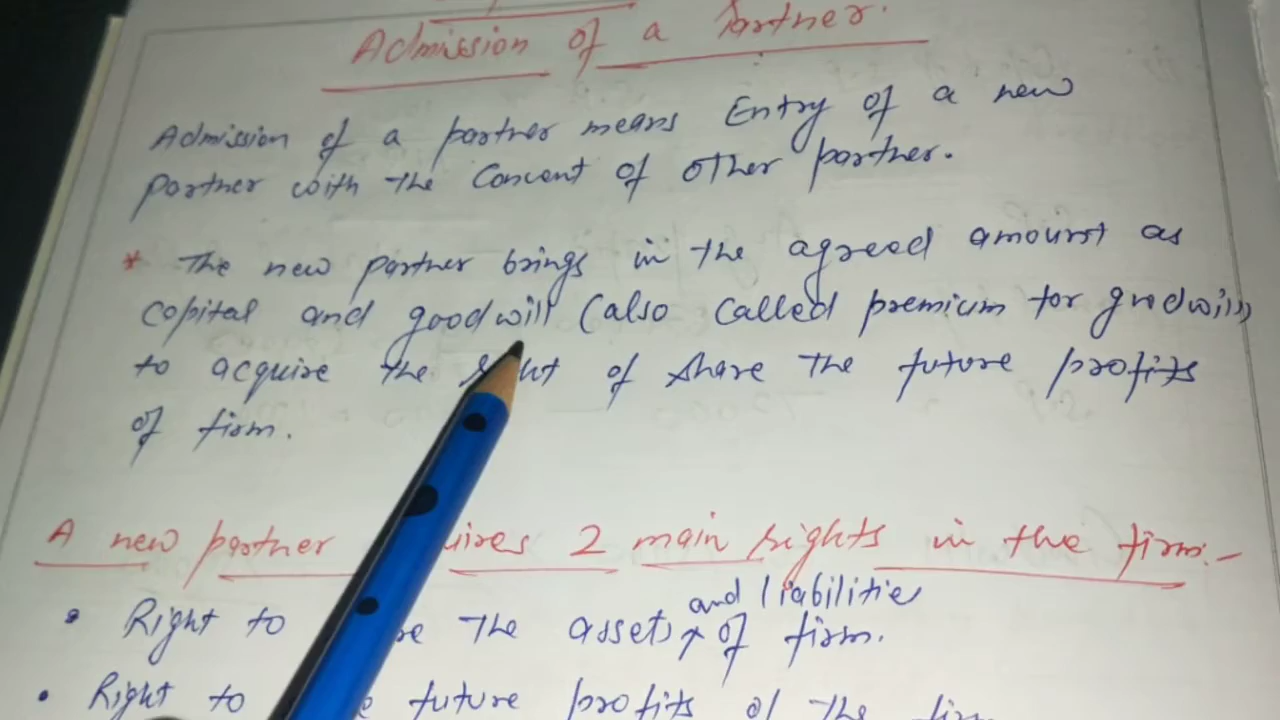 Admission of a Partner.
Admission of a partner means Entry of a new
partner with the Concent of other partner.
* The new partner brings in the agreed amount as
capital and goodwill (also called premium for goodwill)
to acquire the of share the future profits
of firm.
A new partner 2 main rights in the firm.-
• Right to the assets and liabilitie of firm.
• Right to future profits of the